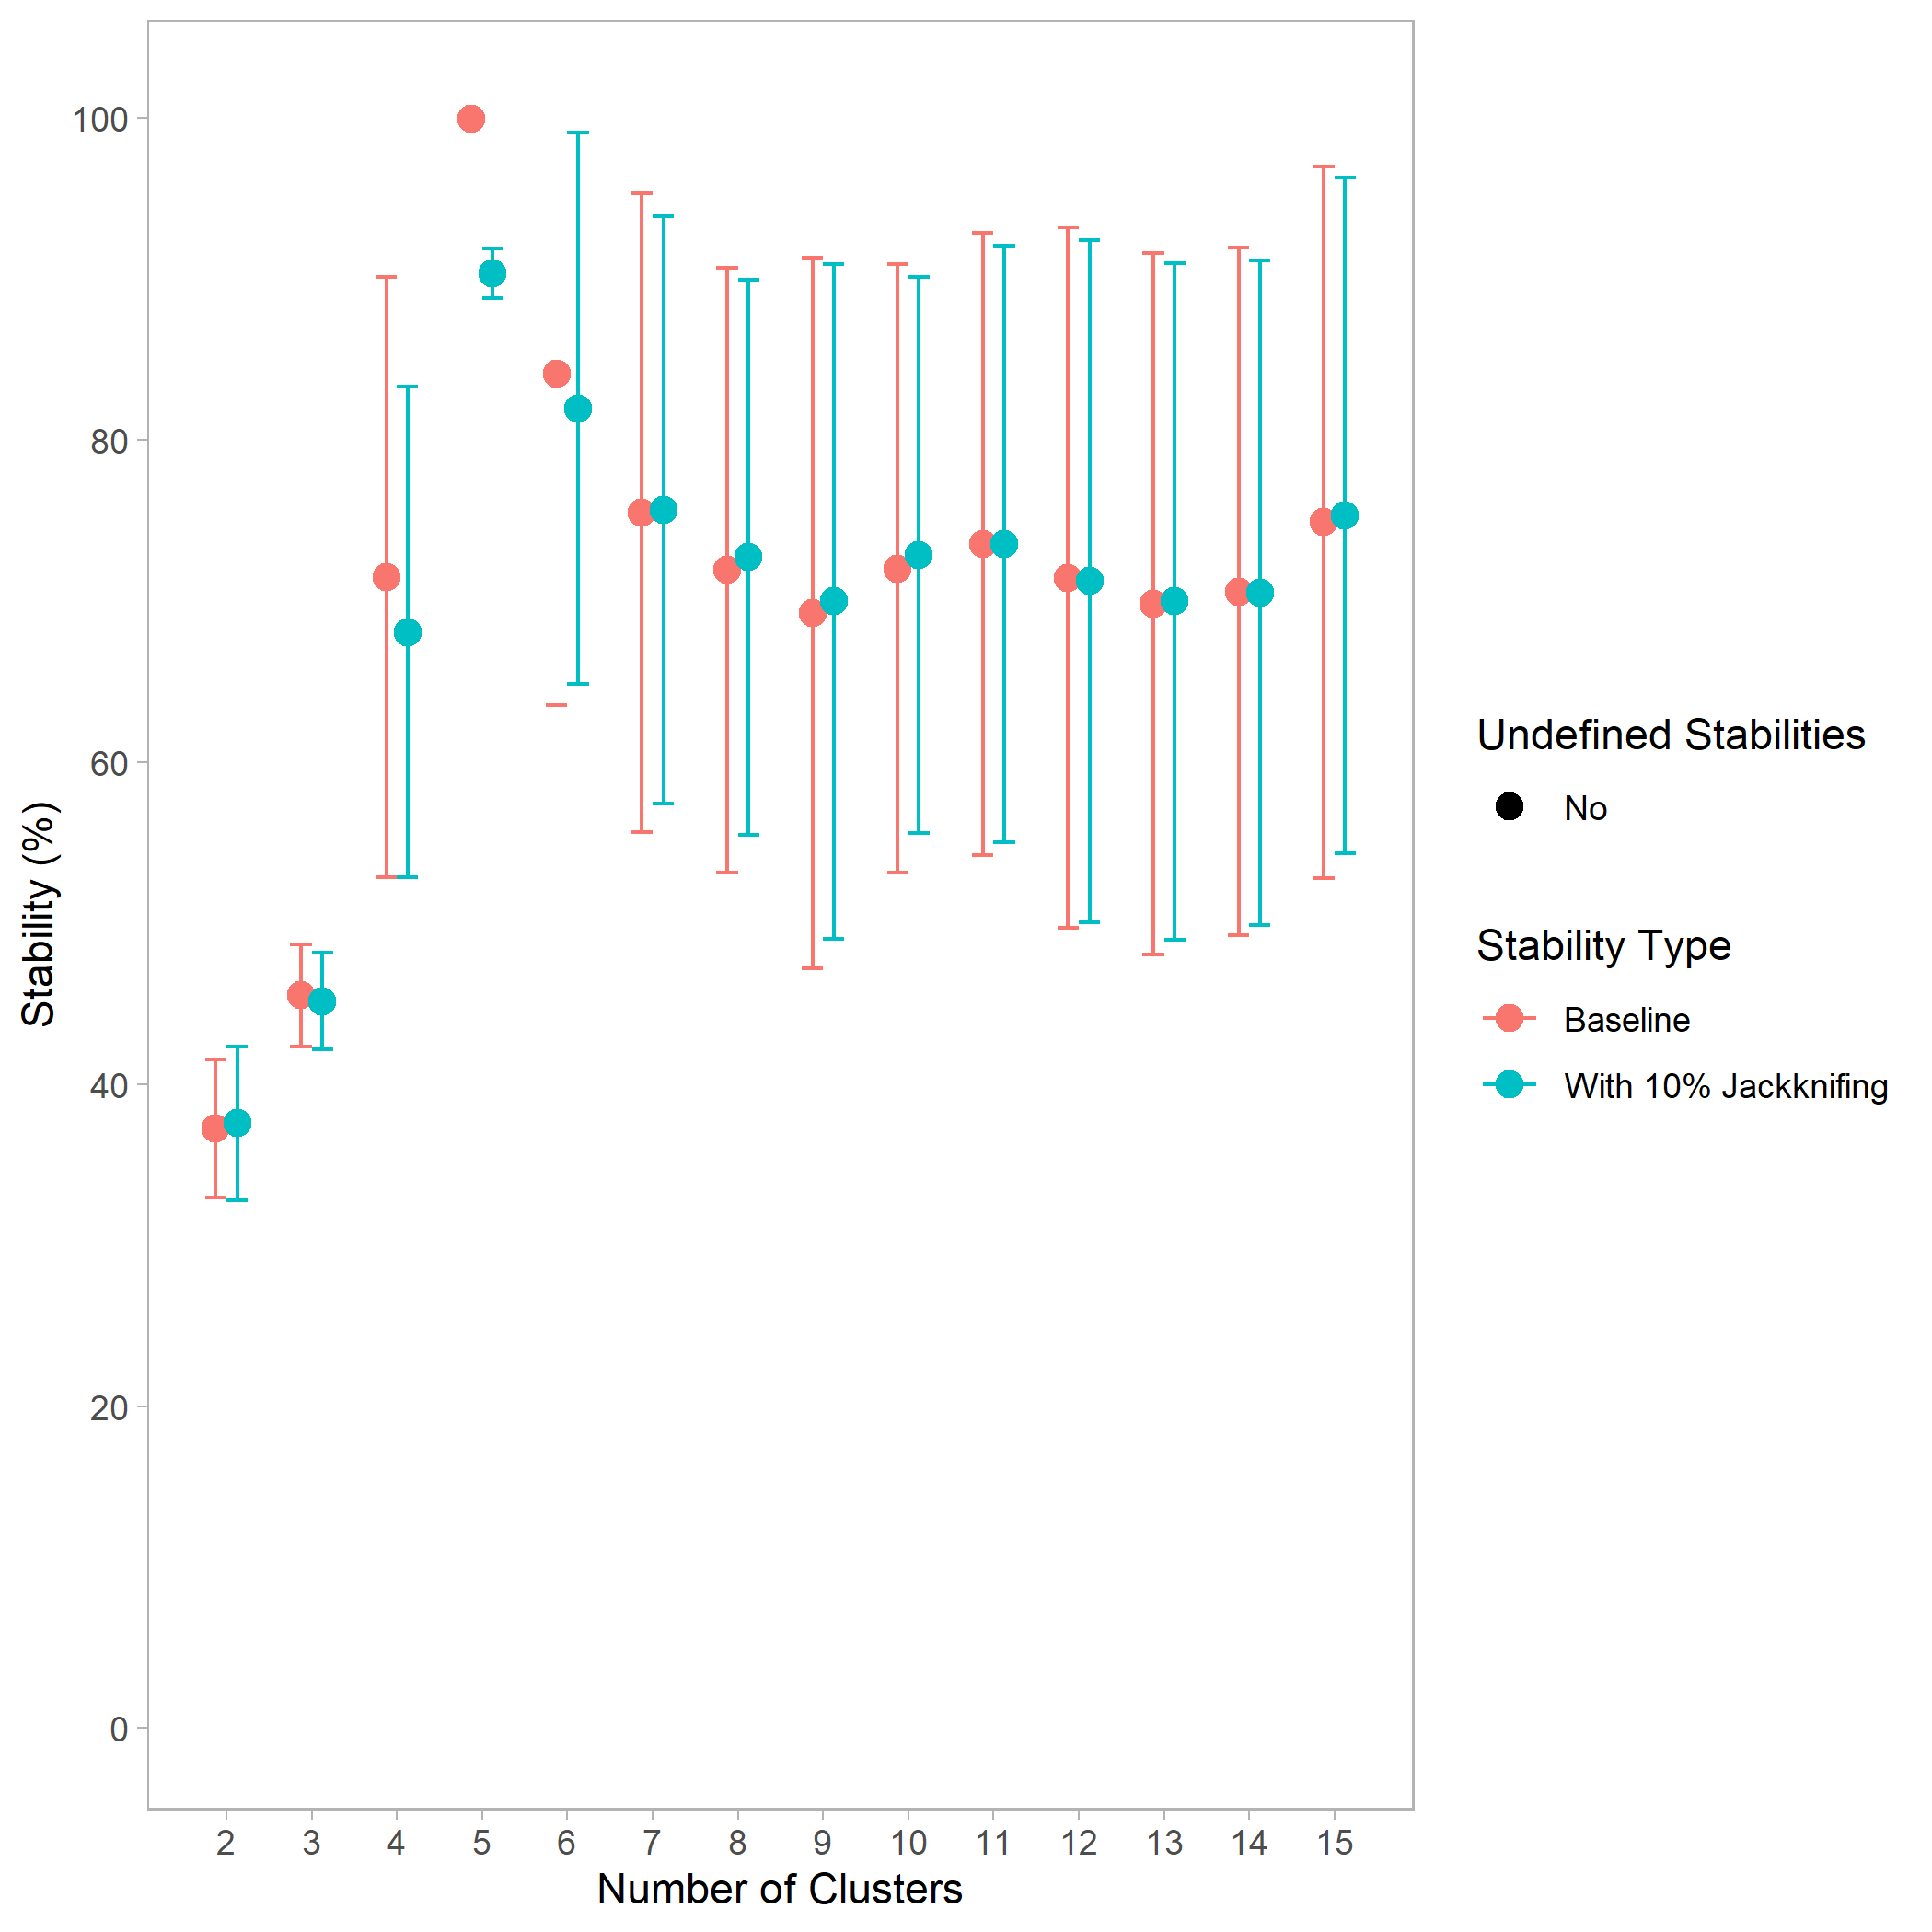 100
80
60
40
20
0
Stability (%)
2 3 4 5 6 7 8 9 10 11 12 13 14 15
Number of Clusters
Undefined Stabilities
No
Stability Type
Baseline
With 10% Jackknifing